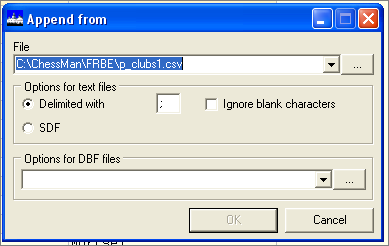 Append from
File
C:\ChessMan\FRBE\p_clubs1.csv
...
Options for text files
Delimited with ; Ignore blank characters
SDF
Options for DBF files
...
OK Cancel